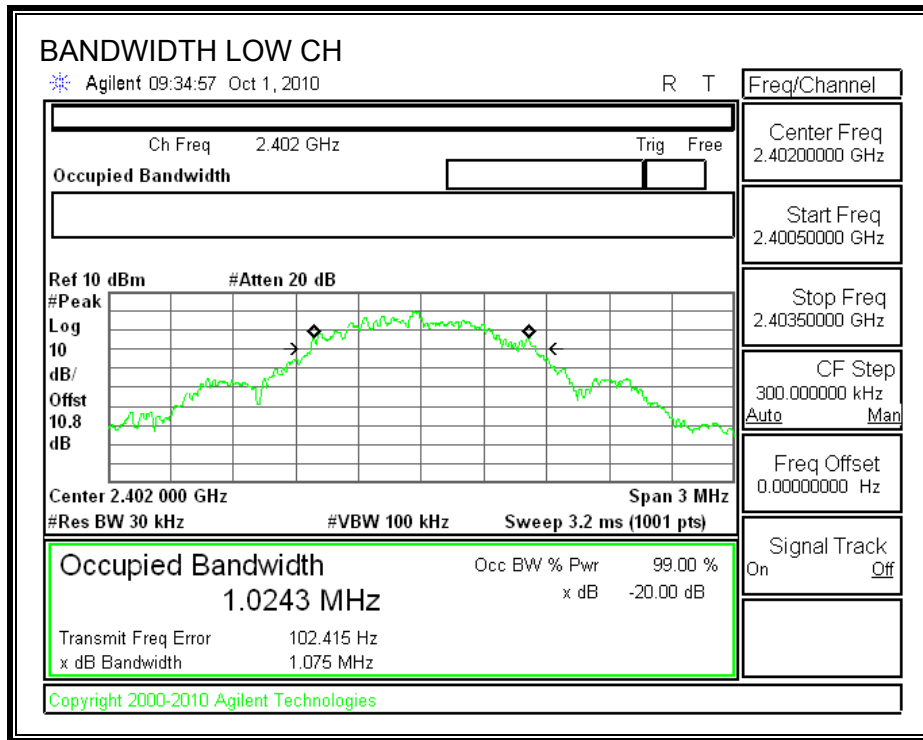 BANDWIDTH LOW CH
Agilent 09:34:57 Oct 1, 2010 R T
Ch Freq 2.402 GHz Trig Free
Occupied Bandwidth
Ref 10 dBm #Atten 20 dB
#Peak
Log
10
dB/
Offst
10.8
dB
Center 2.402 000 GHz Span 3 MHz
#Res BW 30 kHz #VBW 100 kHz Sweep 3.2 ms (1001 pts)
Occupied Bandwidth
1.0243 MHz
Occ BW % Pwr 99.00 %
x dB -20.00 dB
Transmit Freq Error 102.415 Hz
x dB Bandwidth 1.075 MHz
Copyright 2000-2010 Agilent Technologies
Freq/Channel
Center Freq
2.40200000 GHz
Start Freq
2.40050000 GHz
Stop Freq
2.40350000 GHz
CF Step
300.000000 kHz
Auto Man
Freq Offset
0.00000000 Hz
Signal Track
On Off